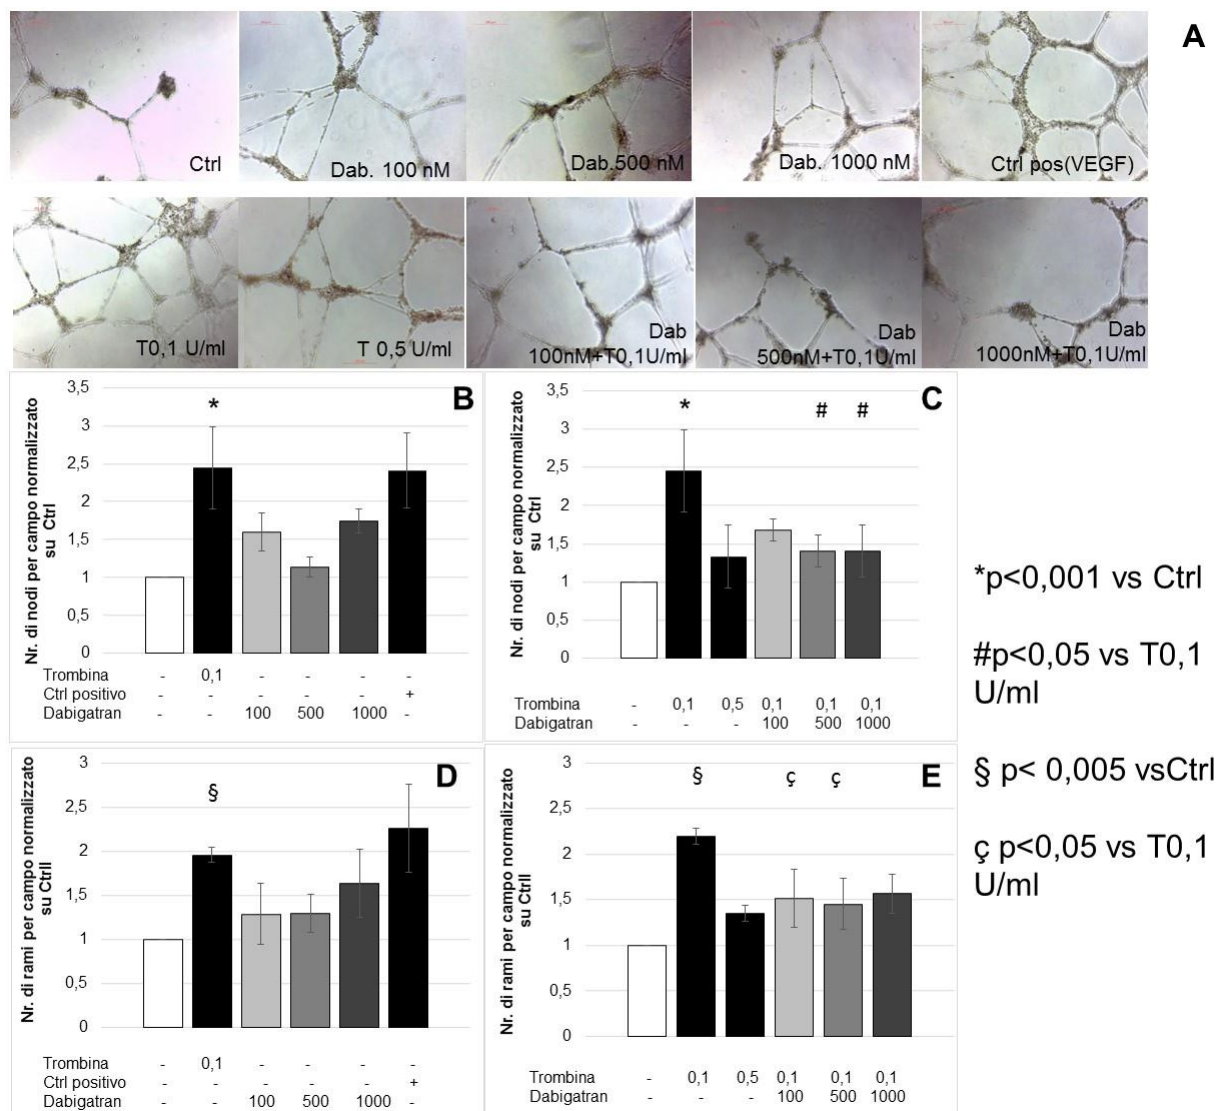 A
Ctrl
Dab. 100 nM
Dab.500 nM
Dab. 1000 nM
Ctrl pos(VEGF)
T0,1 U/ml
T 0,5 U/ml
Dab
100nM+T0,1U/ml
Dab
500nM+T0,1U/ml
Dab
1000nM+T0,1U/ml
B
Nr. di nodi per campo normalizzato
su Ctrl
3,5
3
2,5
2
1,5
1
0,5
0
*
Trombina - 0,1 - - - -
Ctrl positivo - - - - - +
Dabigatran - - 100 500 1000 -
C
Nr. di nodi per campo normalizzato
su Ctrl
3,5
3
2,5
2
1,5
1
0,5
0
* # #
Trombina - 0,1 0,5 0,1 0,1 0,1
Dabigatran - - - 100 500 1000
D
Nr. di rami per campo normalizzato
su Ctrll
3
2,5
2
1,5
1
0,5
0
§
Trombina - 0,1 - - - -
Ctrl positivo - - - - - +
Dabigatran - - 100 500 1000 -
E
Nr. di rami per campo normalizzato
su Ctrll
3
2,5
2
1,5
1
0,5
0
§ ç ç
Trombina - 0,1 0,5 0,1 0,1 0,1
Dabigatran - - - 100 500 1000
*p<0,001 vs Ctrl
#p<0,05 vs T0,1
U/ml
§ p< 0,005 vsCtrl
ç p<0,05 vs T0,1
U/ml